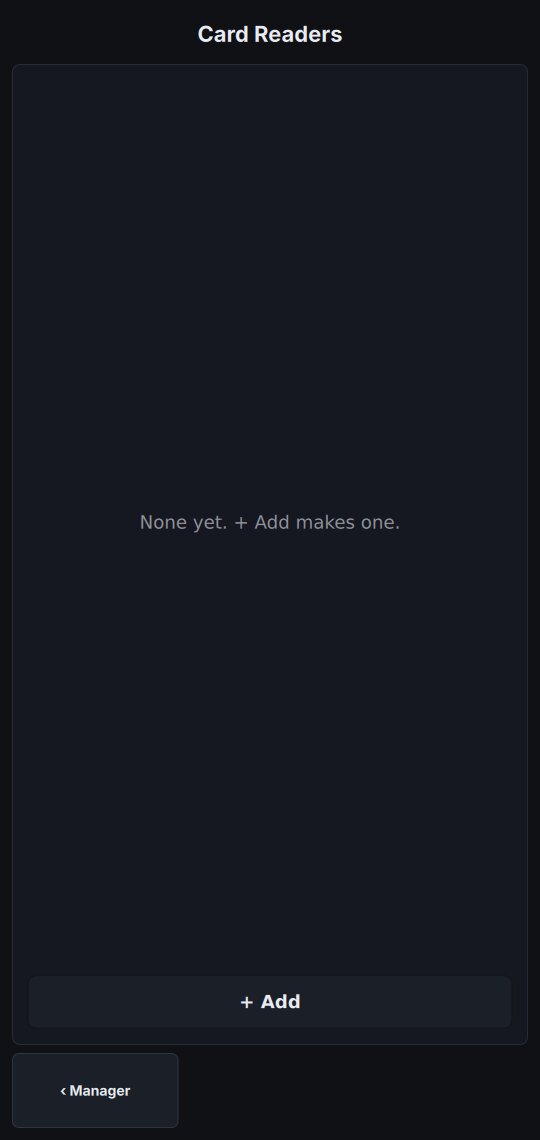 Card Readers
None yet. + Add makes one.
+ Add
‹ Manager